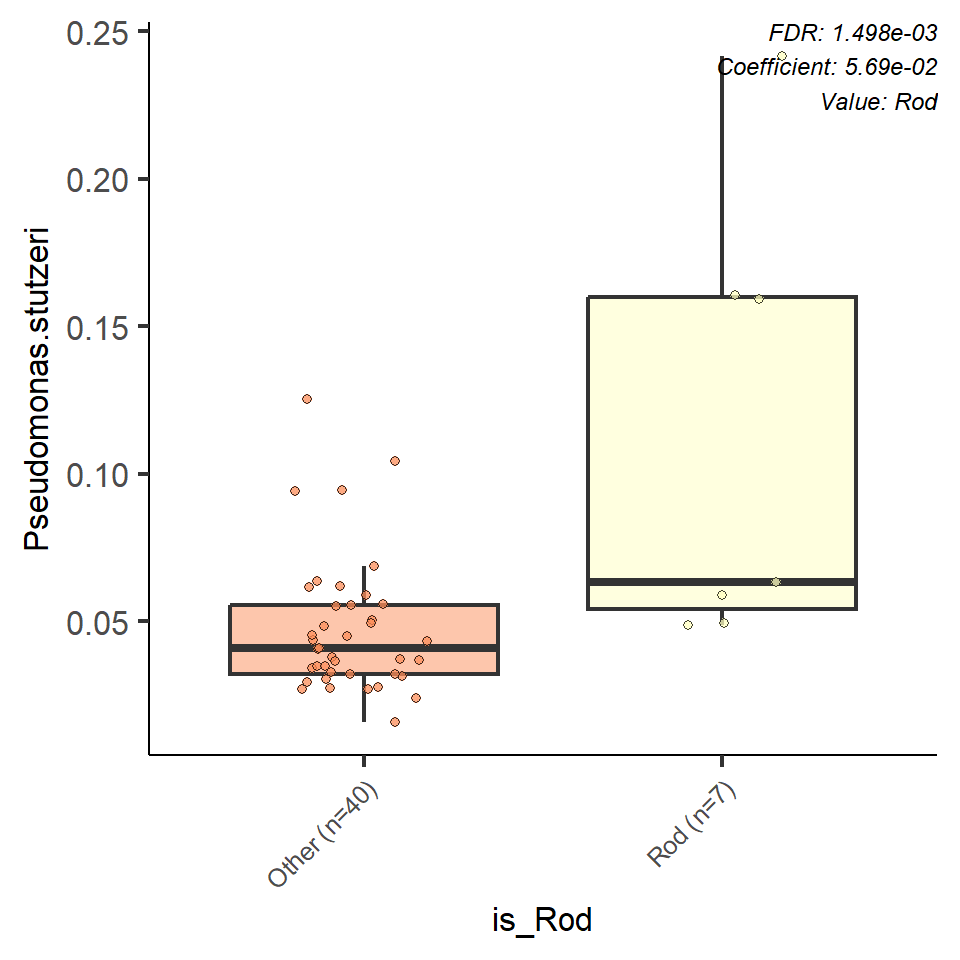 FDR: 1.498e-03
Coefficient: 5.69e-02
Value: Rod
0.25
0.20
0.15
0.10
0.05
Pseudomonas.stutzeri
Other (n=40)
Rod (n=7)
is_Rod